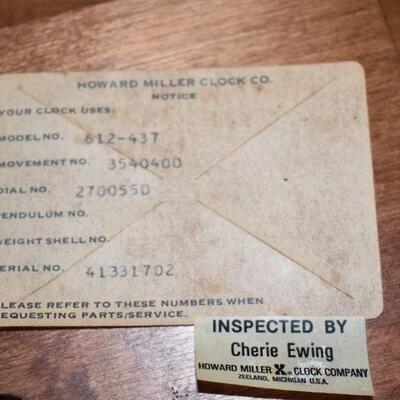 HOWARD MILLER CLOCK CO.
NOTICE
YOUR CLOCK USES:
MODEL NO. 612-437
MOVEMENT NO. 3540400
DIAL NO. 270055D
PENDULUM NO.
WEIGHT SHELL NO.
SERIAL NO. 41331702
PLEASE REFER TO THESE NUMBERS WHEN
REQUESTING PARTS/SERVICE.
INSPECTED BY
Cherie Ewing
HOWARD MILLER CLOCK COMPANY
ZEELAND, MICHIGAN U.S.A.